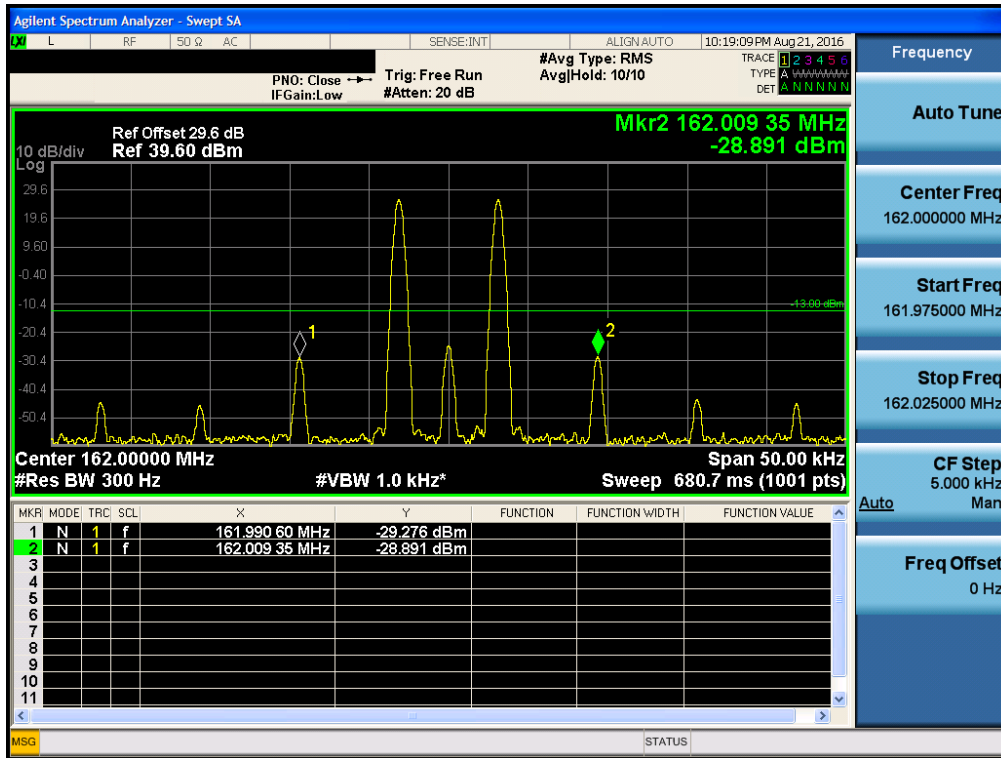 Agilent Spectrum Analyzer - Swept SA
LXI L RF 50 Ω AC SENSE:INT ALIGN AUTO 10:19:09 PM Aug 21, 2016
PNO: Close Trig: Free Run #Avg Type: RMS TRACE 1 2 3 4 5 6
IFGain:Low #Atten: 20 dB Avg|Hold: 10/10 TYPE A WWWWW
DET A N N N N N
Mkr2 162.009 35 MHz
-28.891 dBm
Ref Offset 29.6 dB
10 dB/div Ref 39.60 dBm
Log
29.6
19.6
9.60
-0.40
-10.4
-13.00 dBm
-20.4
1
2
-30.4
-40.4
-50.4
Center 162.00000 MHz Span 50.00 kHz
#Res BW 300 Hz #VBW 1.0 kHz* Sweep 680.7 ms (1001 pts)
MKR MODE TRC SCL X Y FUNCTION FUNCTION WIDTH FUNCTION VALUE
1 N 1 f 161.990 60 MHz -29.276 dBm
2 N 1 f 162.009 35 MHz -28.891 dBm
3
4
5
6
7
8
9
10
11
MSG STATUS
Frequency
Auto Tune
Center Freq
162.000000 MHz
Start Freq
161.975000 MHz
Stop Freq
162.025000 MHz
CF Step
5.000 kHz
Auto Man
Freq Offset
0 Hz